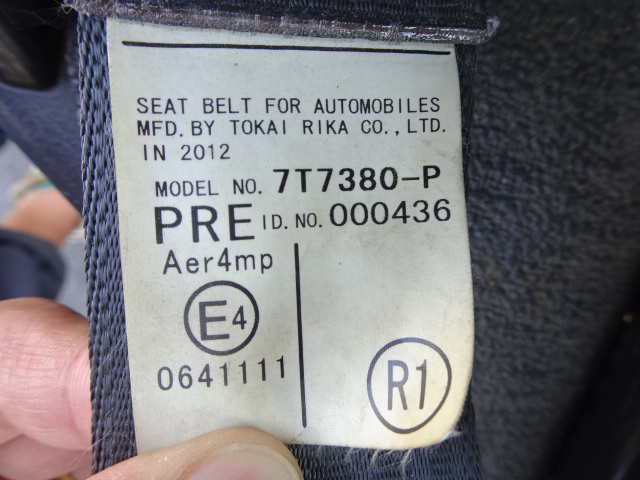 SEAT BELT FOR AUTOMOBILES
MFD. BY TOKAI RIKA CO., LTD.
IN 2012
MODEL NO. 7T7380-P
PRE ID. NO. 000436
Aer4mp
E4
0641111
R1